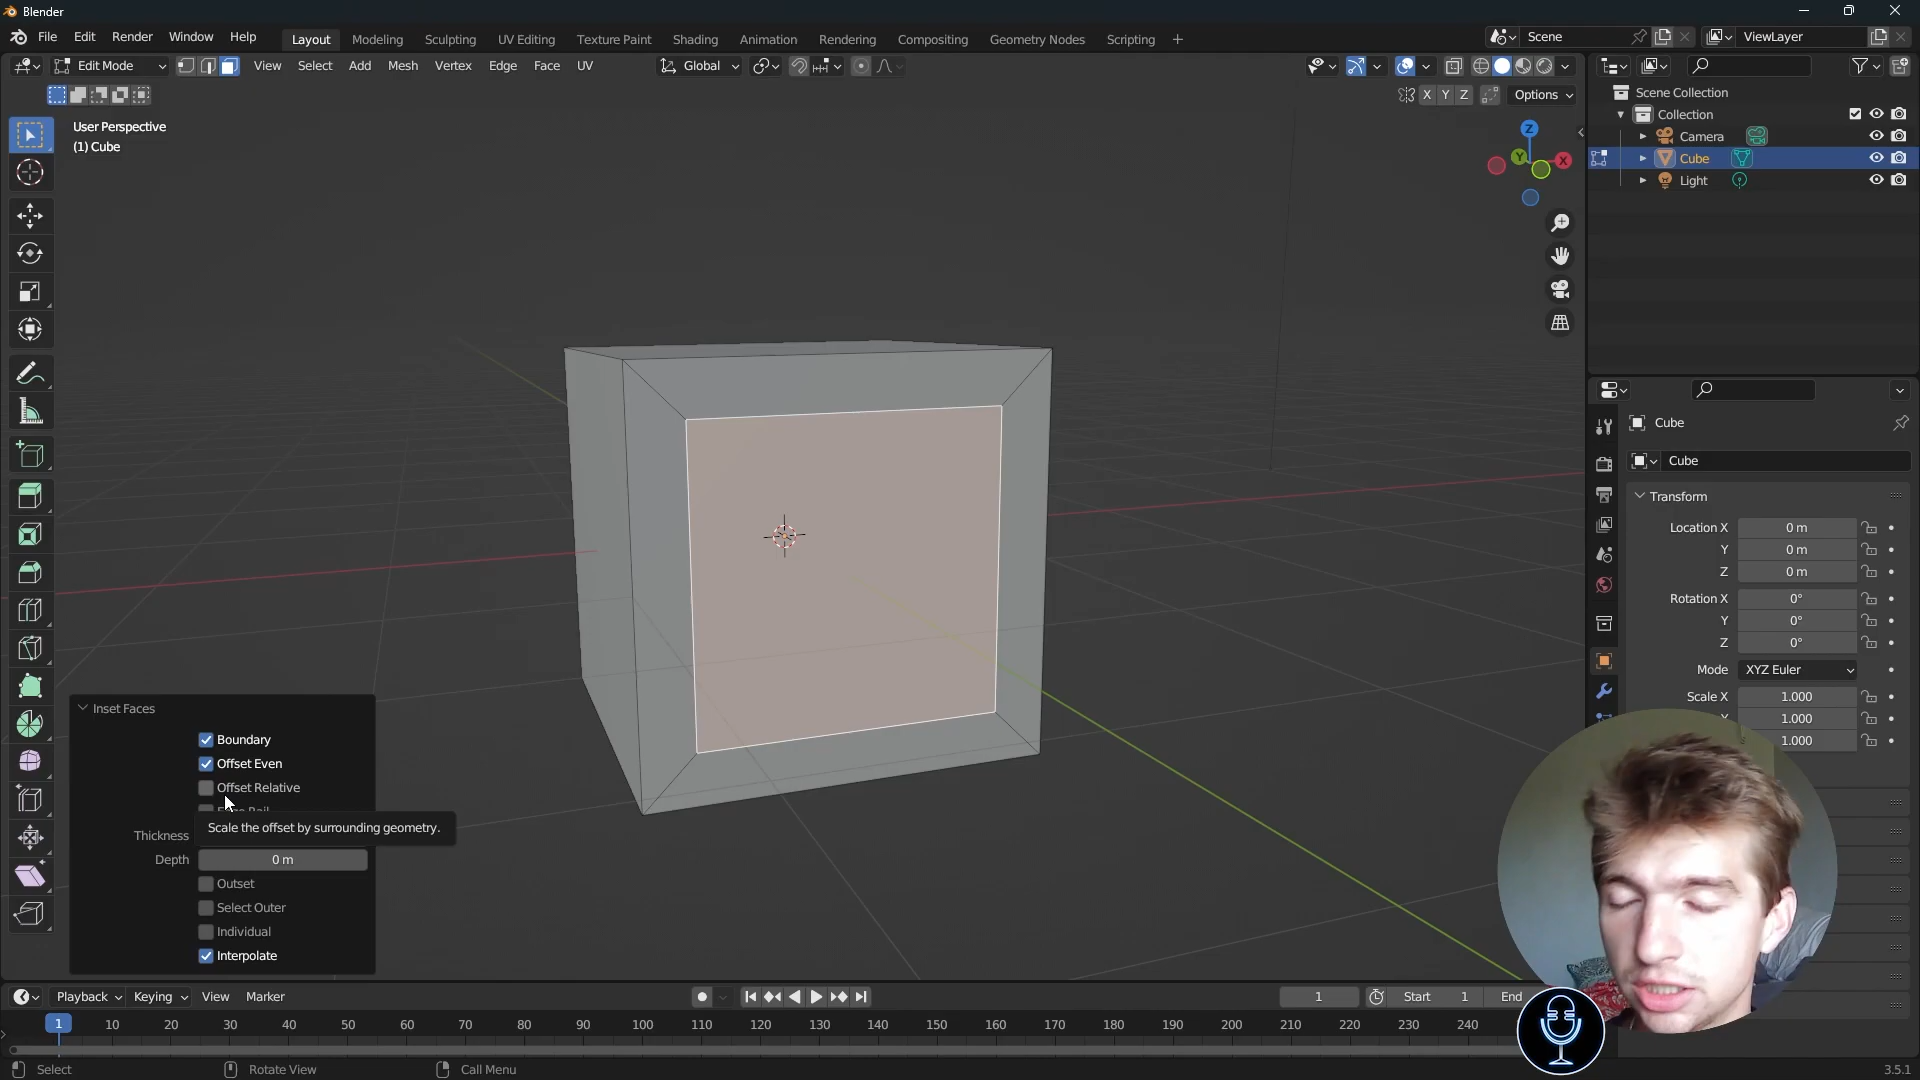 Blender
File Edit Render Window Help
Layout Modeling Sculpting UV Editing Texture Paint Shading Animation Rendering Compositing Geometry Nodes Scripting +
Scene
ViewLayer
Edit Mode
View Select Add Mesh Vertex Edge Face UV
Global
X Y Z
Options
User Perspective
(1) Cube
Z
Y
X
Scene Collection
Collection
Camera
Cube
Light
Cube
Cube
Transform
Location X 0 m
Y 0 m
Z 0 m
Rotation X 0°
Y 0°
Z 0°
Mode XYZ Euler
Scale X 1.000
Y 1.000
1.000
Inset Faces
Boundary
Offset Even
Offset Relative
Scale the offset by surrounding geometry.
Thickness
Depth 0 m
Outset
Select Outer
Individual
Interpolate
Playback Keying View Marker
1
Start 1
End
1 10 20 30 40 50 60 70 80 90 100 110 120 130 140 150 160 170 180 190 200 210 220 230 240
Select
Rotate View
Call Menu
3.5.1